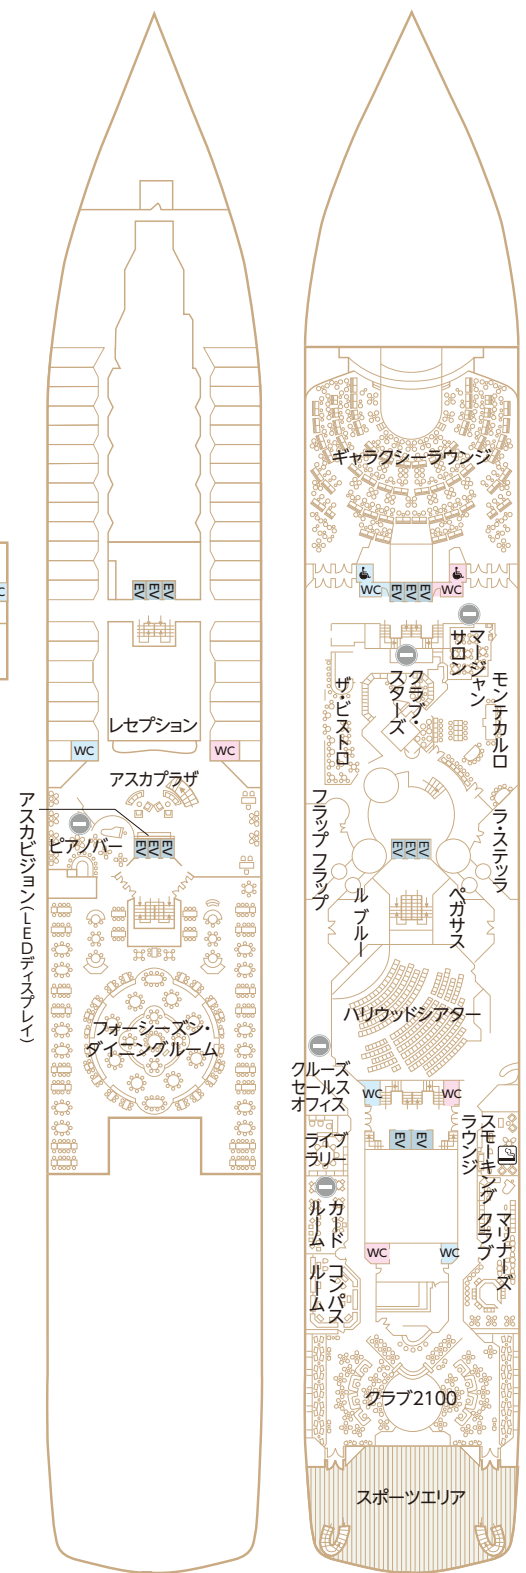 EV EV EV
レセプション
WC
WC
アスカプラザ
アスカビジョン(LEDディスプレイ)
ピアノバー
EV EV EV
フォーシーズン・
ダイニングルーム
ギャラクシーラウンジ
WC
EV EV EV
WC
マージャン
サロン
クラブ・
スターズ
ザ・ビストロ
モンテカルロ
フラップ フラップ
EV EV EV
ラ・ステッラ
ル ブルー
ペガサス
ハリウッドシアター
クルーズ
セールス
オフィス
WC
WC
ライブ
ラリー
EV EV
スモーキング
ラウンジ
カード
ルーム
マリナーズ
クラブ
WC
WC
コンパス
ルーム
クラブ2100
スポーツエリア